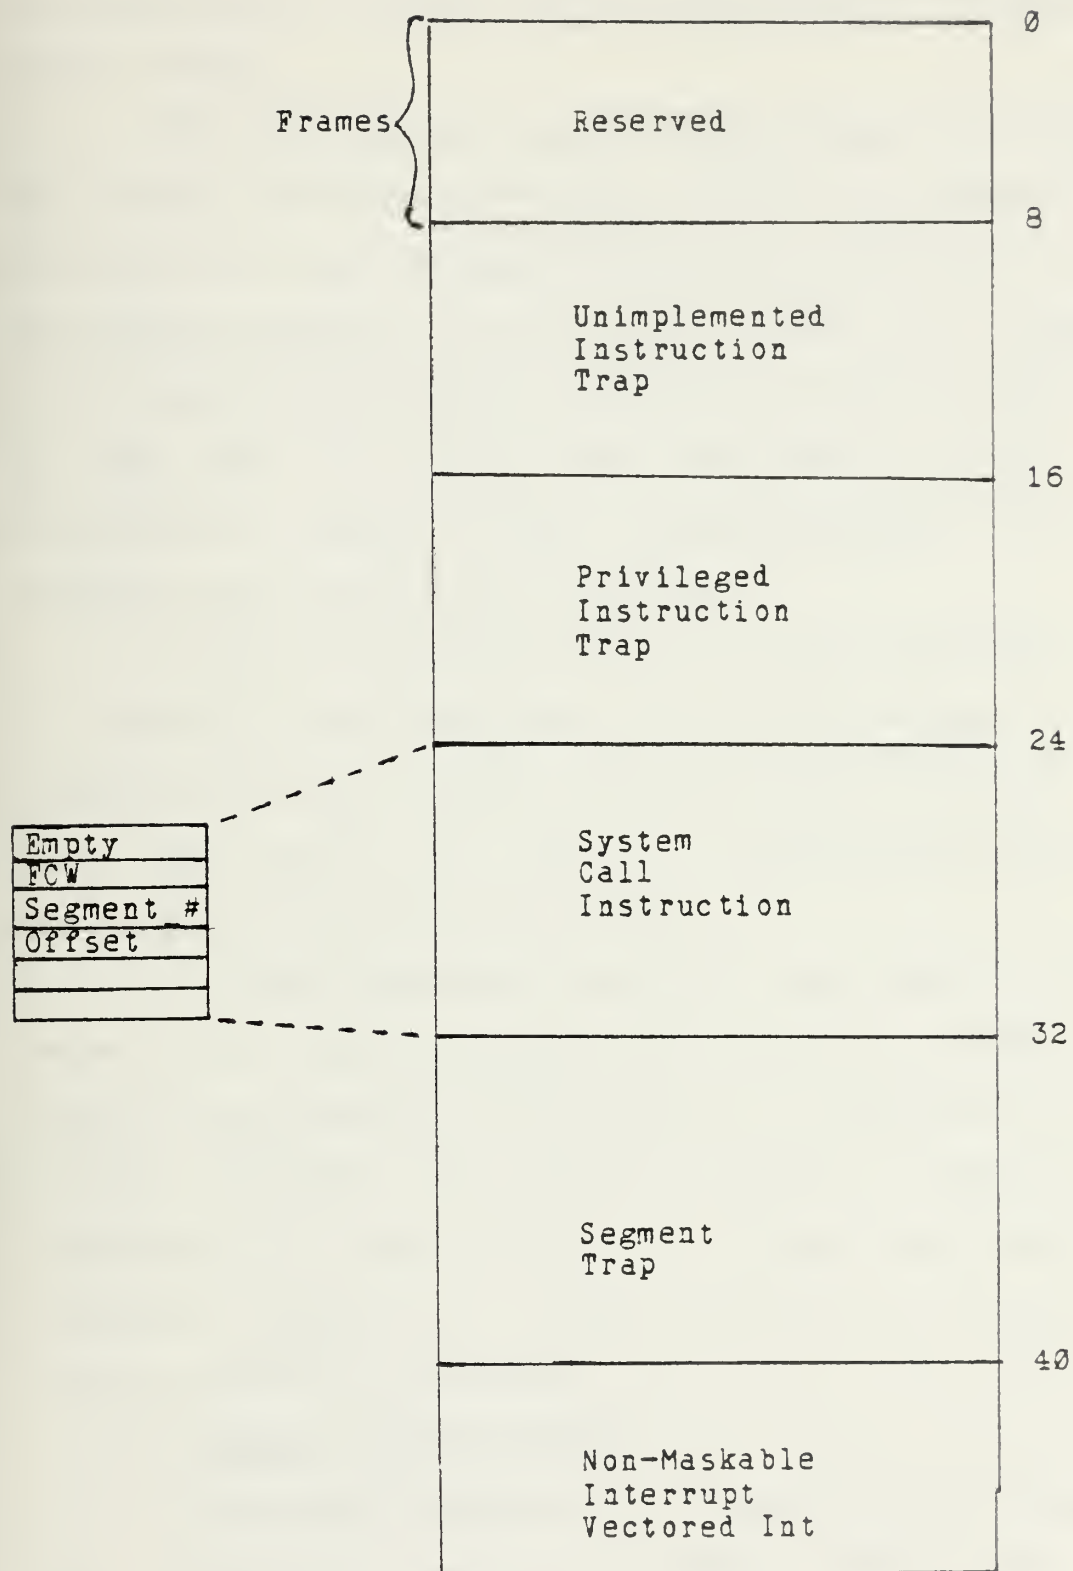 0
Frames
Reserved
8
Unimplemented
Instruction
Trap
16
Privileged
Instruction
Trap
24
Empty
FCW
Segment_#
Offset
System
Call
Instruction
32
Segment
Trap
40
Non-Maskable
Interrupt
Vectored Int